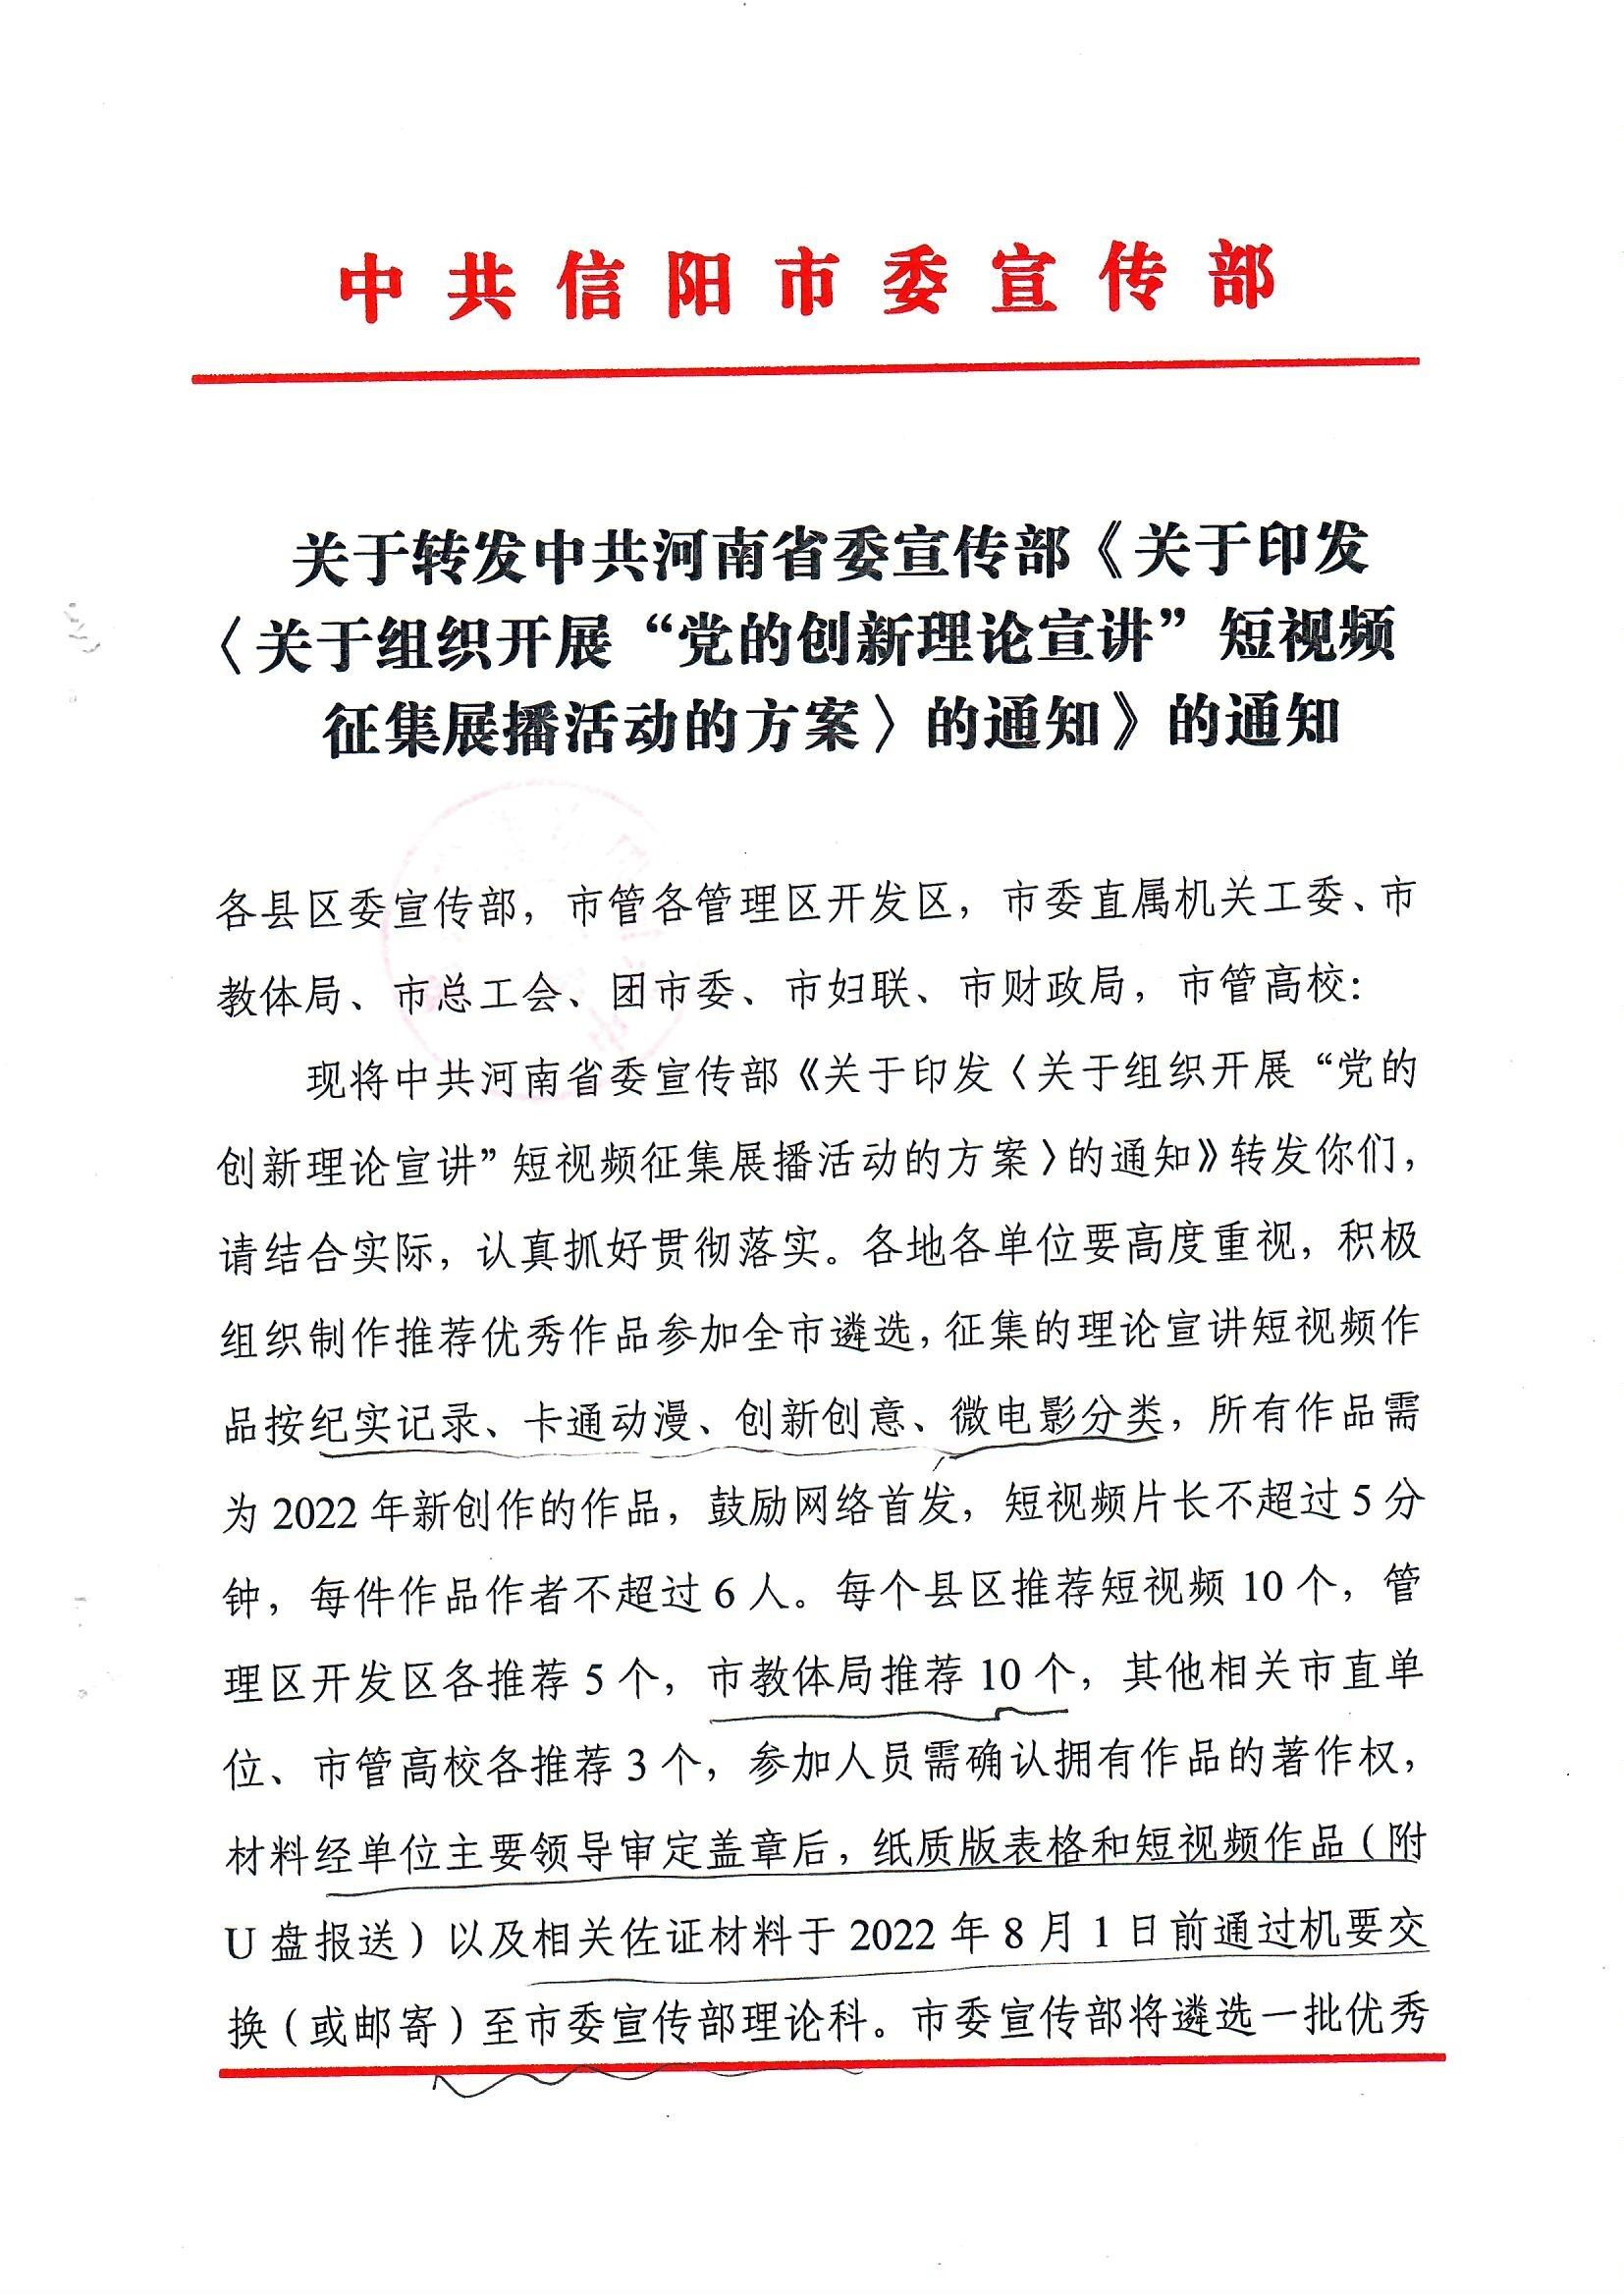 中共信阳市委宣传部
关于转发中共河南省委宣传部《关于印发
〈关于组织开展“党的创新理论宣讲”短视频
征集展播活动的方案〉的通知》的通知
各县区委宣传部，市管各管理区开发区，市委直属机关工委、市
教体局、市总工会、团市委、市妇联、市财政局，市管高校：
现将中共河南省委宣传部《关于印发〈关于组织开展“党的
创新理论宣讲”短视频征集展播活动的方案〉的通知》转发你们，
请结合实际，认真抓好贯彻落实。各地各单位要高度重视，积极
组织制作推荐优秀作品参加全市遴选，征集的理论宣讲短视频作
品按纪实记录、卡通动漫、创新创意、微电影分类，所有作品需
为 2022 年新创作的作品，鼓励网络首发，短视频片长不超过 5 分
钟，每件作品作者不超过 6 人。每个县区推荐短视频 10 个，管
理区开发区各推荐 5 个，市教体局推荐 10 个，其他相关市直单
位、市管高校各推荐 3 个，参加人员需确认拥有作品的著作权，
材料经单位主要领导审定盖章后，纸质版表格和短视频作品（附
U 盘报送）以及相关佐证材料于 2022 年 8 月 1 日前通过机要交
换（或邮寄）至市委宣传部理论科。市委宣传部将遴选一批优秀